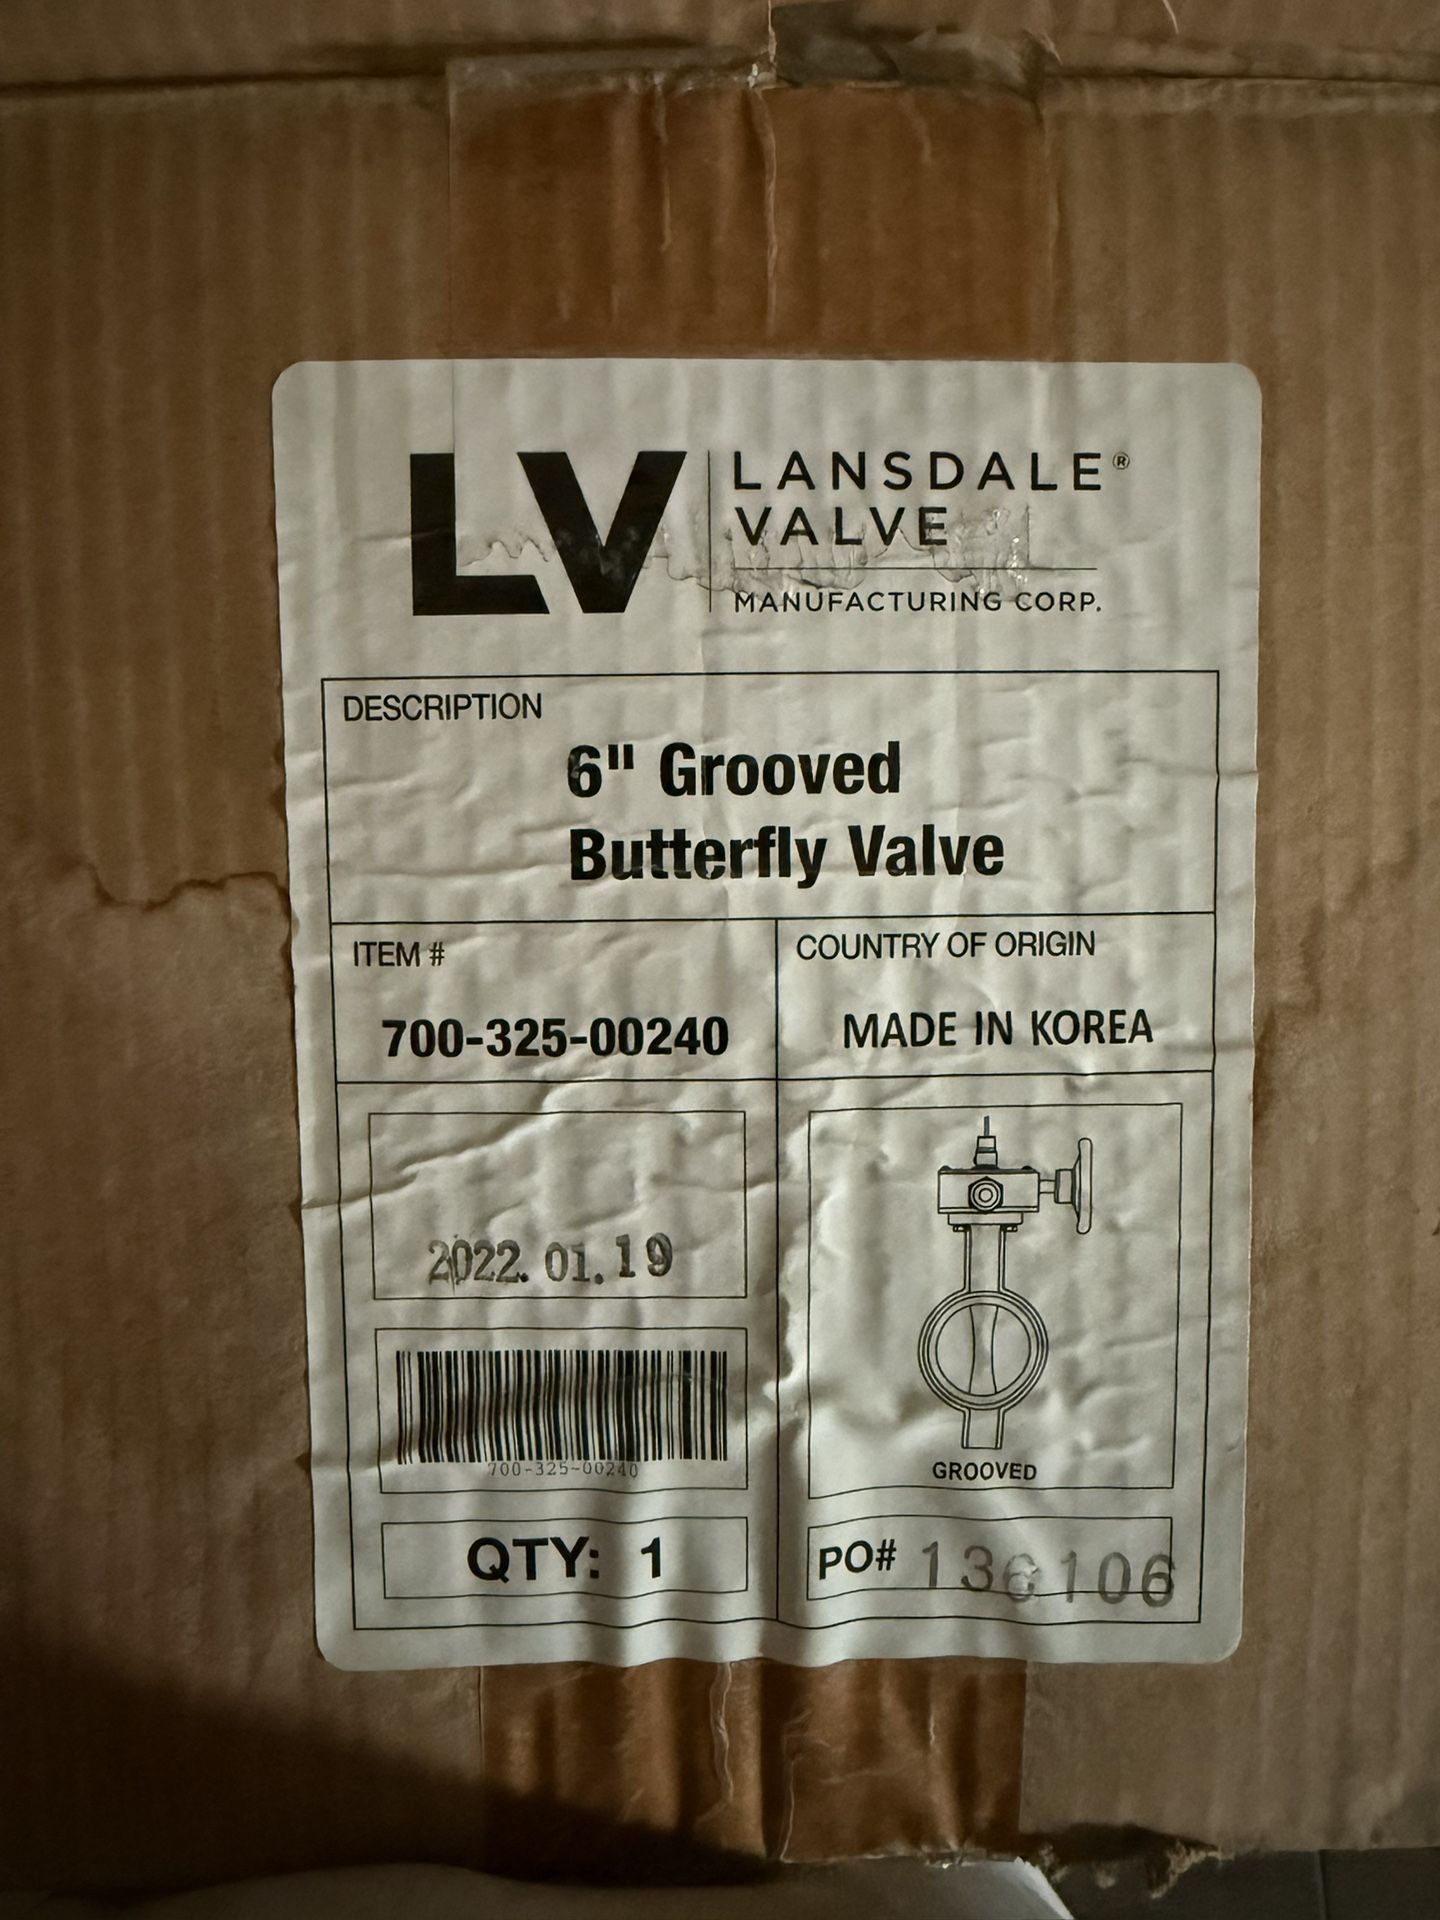 LV
LANSDALE®
VALVE
MANUFACTURING CORP.
DESCRIPTION
6" Grooved
Butterfly Valve
ITEM #
700-325-00240
COUNTRY OF ORIGIN
MADE IN KOREA
2022.01.19
700-325-00240
GROOVED
QTY: 1
PO# 136106